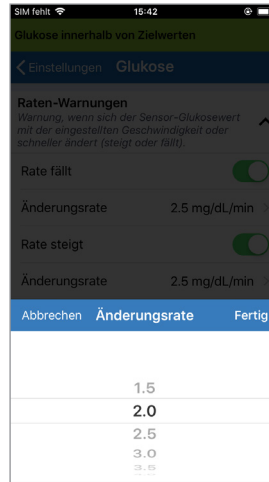 SIM fehlt 15:42
Glukose innerhalb von Zielwerten
Einstellungen Glukose
Raten-Warnungen
Warnung, wenn sich der Sensor-Glukosewert
mit der eingestellten Geschwindigkeit oder
schneller ändert (steigt oder fällt).
Rate fällt
Änderungsrate 2.5 mg/dL/min
Rate steigt
Änderungsrate 2.5 mg/dL/min
Abbrechen Änderungsrate Fertig
1.5
2.0
2.5
3.0
3.5